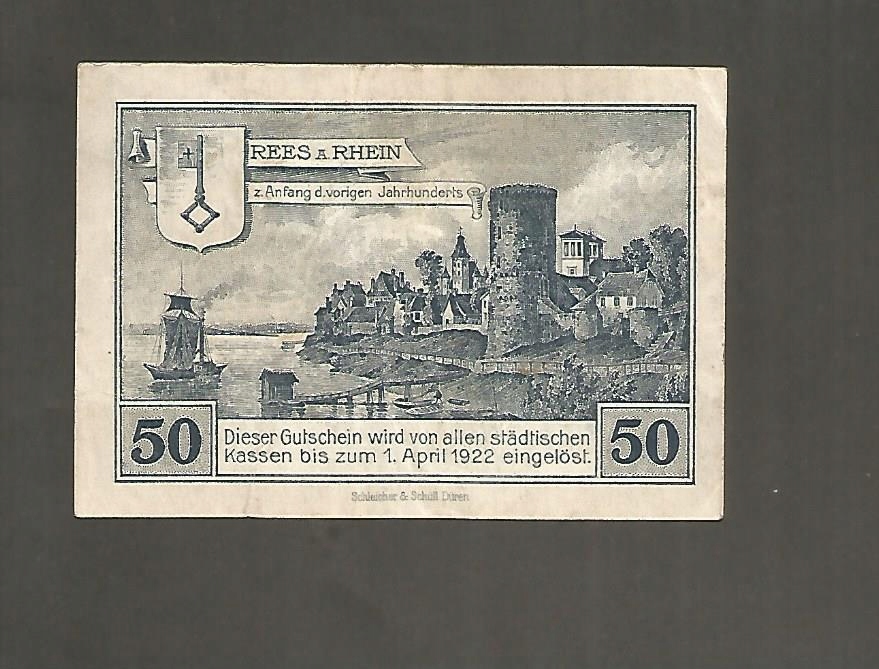 REES A. RHEIN
z. Anfang d. vorigen Jahrhunderts
50
Dieser Gutschein wird von allen städtischen
Kassen bis zum 1. April 1922 eingelöst.
50
Schleicher & Schüll Düren